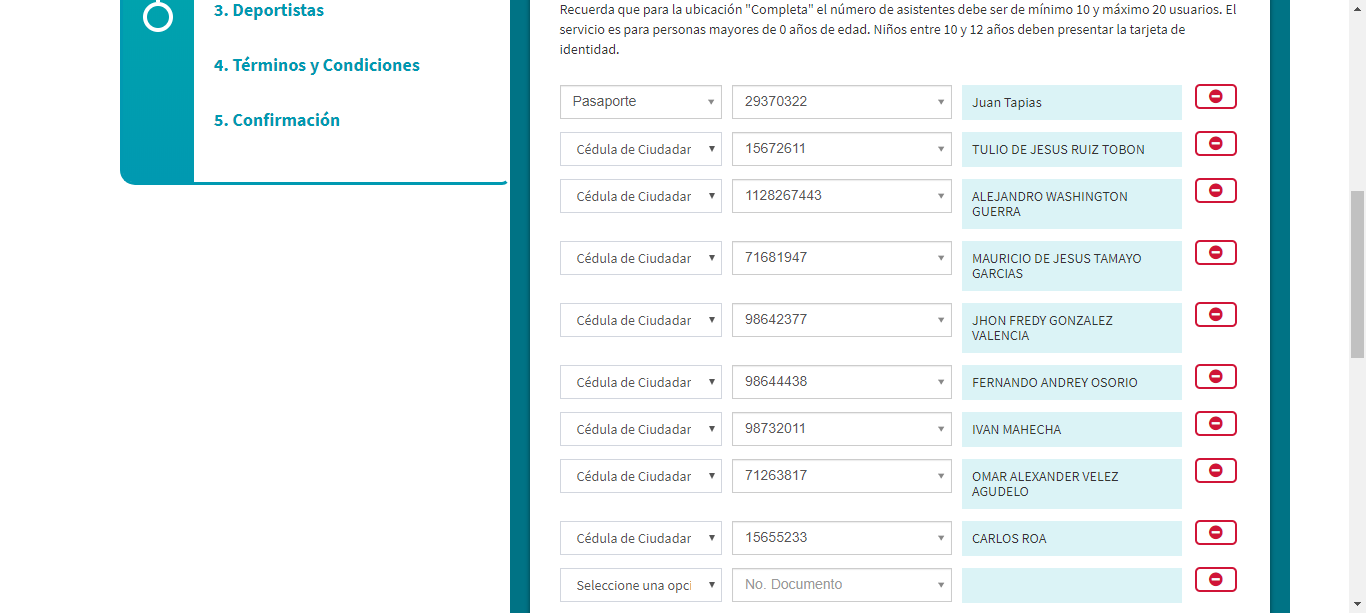 3. Deportistas
4. Términos y Condiciones
5. Confirmación
Recuerda que para la ubicación "Completa" el número de asistentes debe ser de mínimo 10 y máximo 20 usuarios. El
servicio es para personas mayores de 0 años de edad. Niños entre 10 y 12 años deben presentar la tarjeta de
identidad.
Pasaporte 29370322 Juan Tapias
Cédula de Ciudadar 15672611 TULIO DE JESUS RUIZ TOBON
Cédula de Ciudadar 1128267443 ALEJANDRO WASHINGTON
GUERRA
Cédula de Ciudadar 71681947 MAURICIO DE JESUS TAMAYO
GARCIAS
Cédula de Ciudadar 98642377 JHON FREDY GONZALEZ
VALENCIA
Cédula de Ciudadar 98644438 FERNANDO ANDREY OSORIO
Cédula de Ciudadar 98732011 IVAN MAHECHA
Cédula de Ciudadar 71263817 OMAR ALEXANDER VELEZ
AGUDELO
Cédula de Ciudadar 15655233 CARLOS ROA
Seleccione una opci No. Documento